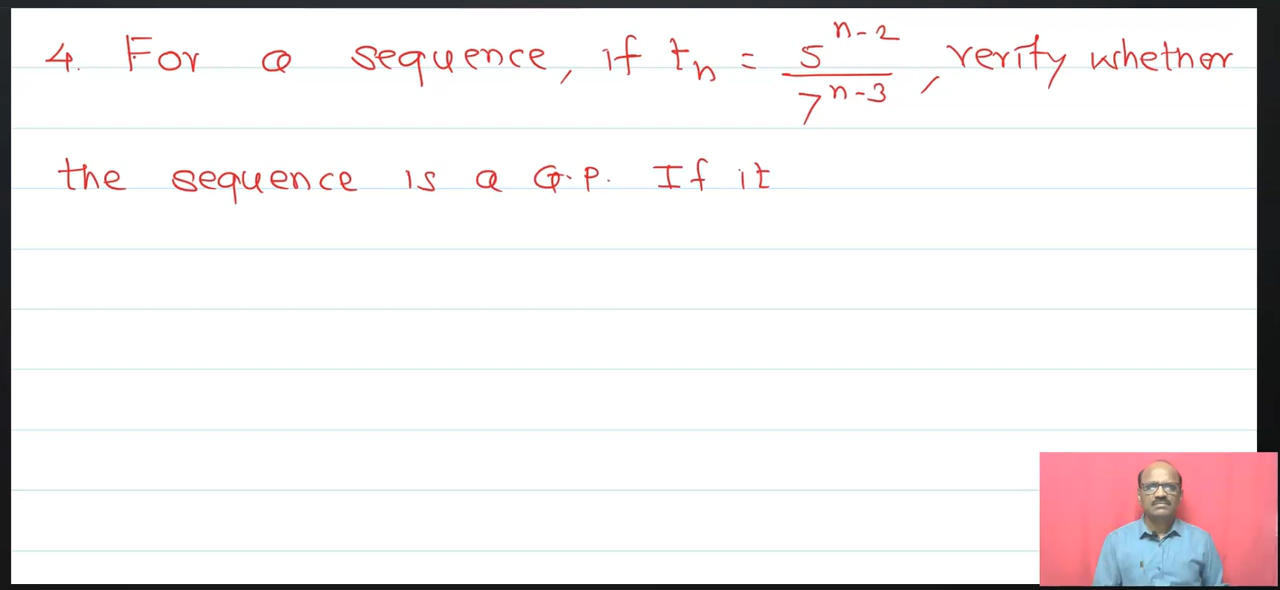 4. For a sequence, if tₙ = 5^(n-2) / 7^(n-3), verify whether
the sequence is a G.P. If it